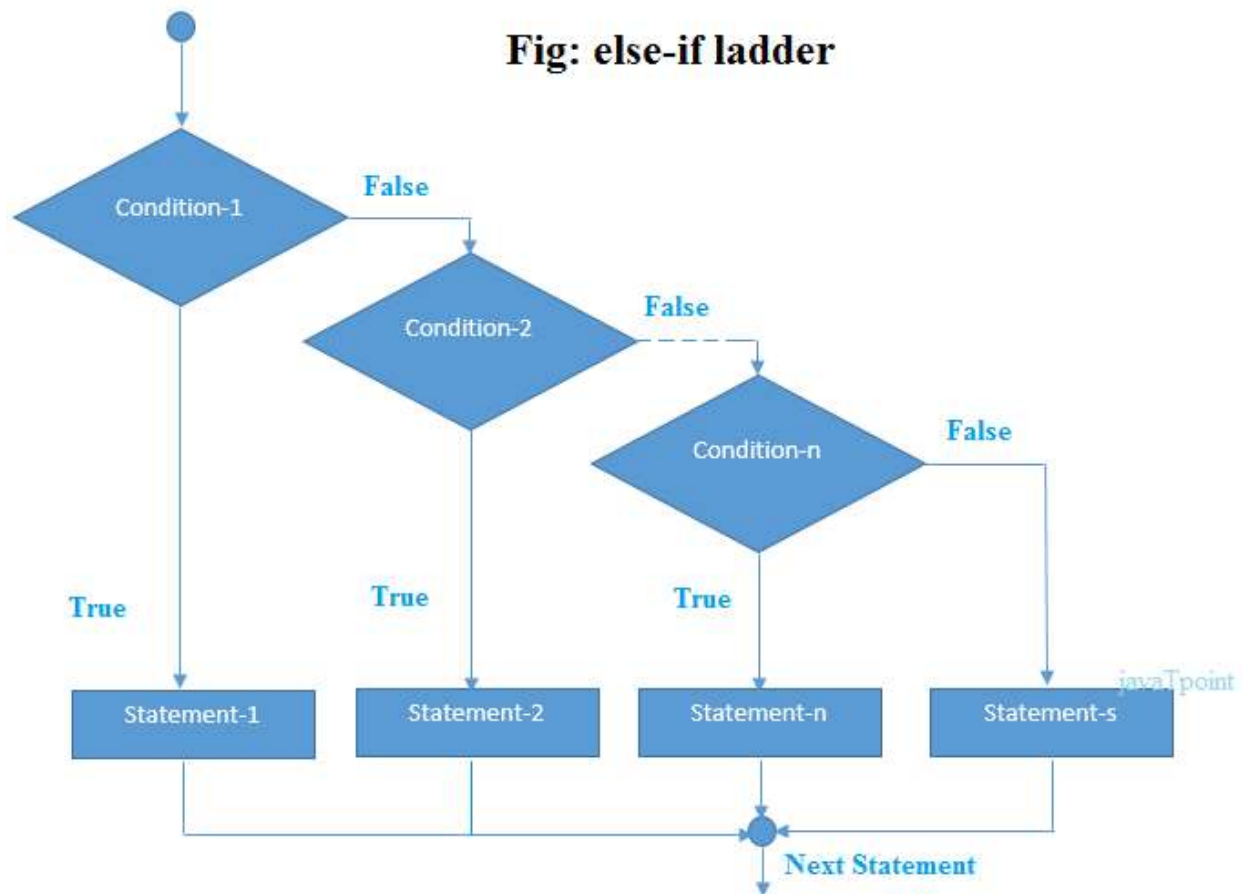 Fig: else-if ladder
Condition-1
False
Condition-2
False
Condition-n
False
True
True
True
Statement-1
Statement-2
Statement-n
Statement-s
javaTpoint
Next Statement